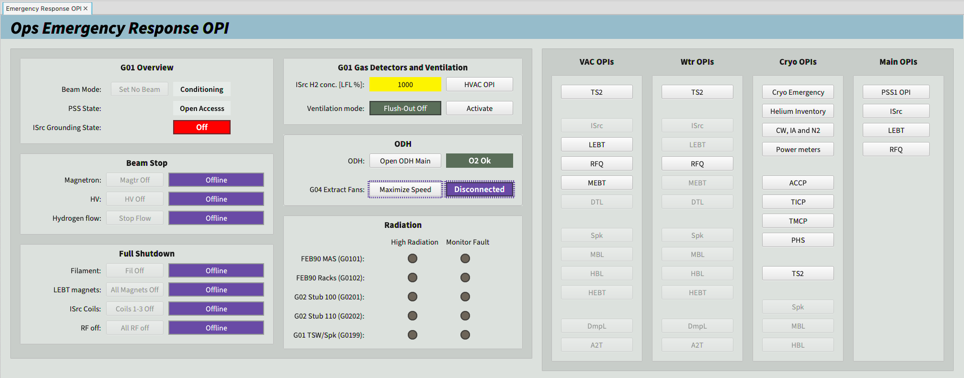 Emergency Response OPI ×
Ops Emergency Response OPI
G01 Overview
Beam Mode: Set No Beam Conditioning
PSS State: Open Accesss
ISrc Grounding State: Off
Beam Stop
Magnetron: Magtr Off Offline
HV: HV Off Offline
Hydrogen flow: Stop Flow Offline
Full Shutdown
Filament: Fil Off Offline
LEBT magnets: All Magnets Off Offline
ISrc Coils: Coils 1-3 Off Offline
RF off: All RF off Offline
G01 Gas Detectors and Ventilation
ISrc H2 conc. [LFL %]: 1000 HVAC OPI
Ventilation mode: Flush-Out Off Activate
ODH
ODH: Open ODH Main O2 Ok
G04 Extract Fans: Maximize Speed Disconnected
Radiation
High Radiation Monitor Fault
FEB90 MAS (G0101):
FEB90 Racks (G0102):
G02 Stub 100 (G0201):
G02 Stub 110 (G0202):
G01 TSW/Spk (G0199):
VAC OPIs
TS2
ISrc
LEBT
RFQ
MEBT
DTL
Spk
MBL
HBL
HEBT
DmpL
A2T
Wtr OPIs
TS2
ISrc
LEBT
RFQ
MEBT
DTL
Spk
MBL
HBL
HEBT
DmpL
A2T
Cryo OPIs
Cryo Emergency
Helium Inventory
CW, IA and N2
Power meters
ACCP
TICP
TMCP
PHS
TS2
Spk
MBL
HBL
Main OPIs
PSS1 OPI
ISrc
LEBT
RFQ